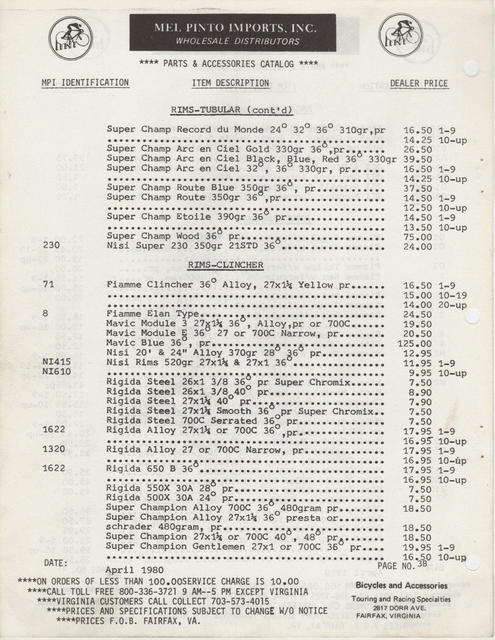 MEL PINTO IMPORTS, INC.
WHOLESALE DISTRIBUTORS
**** PARTS & ACCESSORIES CATALOG ****
MPI IDENTIFICATION ITEM DESCRIPTION DEALER PRICE
RIMS-TUBULAR (cont'd)
Super Champ Record du Monde 24° 32° 36° 310gr,pr 16.50 1-9
14.25 10-up
Super Champ Arc en Ciel Gold 330gr 36°,pr 26.50
Super Champ Arc en Ciel Black, Blue, Red 36° 330gr 39.50
Super Champ Arc en Ciel 32°, 36° 330gr, pr 16.50 1-9
14.25 10-up
Super Champ Route Blue 350gr 36°, pr 37.50
Super Champ Route 350gr 36°,pr 14.50 1-9
12.50 10-up
Super Champ Etoile 390gr 36° pr 14.50 1-9
13.50 10-up
Super Champ Wood 36° pr 75.00
230 Nisi Super 230 350gr 21STD 36° 24.00
RIMS-CLINCHER
71 Fiamme Clincher 36° Alloy, 27x1¼ Yellow pr 16.50 1-9
15.00 10-19
14.00 20-up
8 Fiamme Elan Type 24.50
Mavic Module 3 27x1¼ 36°, Alloy,pr or 700C 19.50
Mavic Module E 36° 27 or 700C Narrow, pr 20.50
Mavic Blue 36°, pr 125.00
Nisi 20' & 24" Alloy 370gr 28° 36° pr 12.95
NI415 Nisi Rims 520gr 27x1¼ & 27x1 36° 11.95 1-9
NI610 9.95 10-up
Rigida Steel 26x1 3/8 36° pr Super Chromix 7.50
Rigida Steel 26x1 3/8 40° pr 8.90
Rigida Steel 27x1¼ 40° pr 7.90
Rigida Steel 27x1¼ Smooth 36° pr Super Chromix 7.50
Rigida Steel 700C Serrated 36° pr 7.50
1622 Rigida Alloy 27x1¼ or 700C 36°,pr 17.95 1-9
16.95 10-up
1320 Rigida Alloy 27 or 700C Narrow, pr 17.95 1-9
16.95 10-up
1622 Rigida 650 B 36° 17.95 1-9
16.95 10-up
Rigida 550X 30A 28° pr 7.50
Rigida 500X 30A 24° pr 7.50
Super Champion Alloy 700C 36° 480gram pr 18.50
Super Champion Alloy 27x1¼ 36° presta or
schrader 480gram, pr 18.50
Super Champion 27x1¼ or 700C 40°, 48° pr 18.50
Super Champion Gentlemen 27x1 or 700C 36° pr 19.95 1-9
16.50 10-up
DATE: April 1980 PAGE NO. 3B
****ON ORDERS OF LESS THAN 100.00SERVICE CHARGE IS 10.00
****CALL TOLL FREE 800-336-3721 9 AM--5 PM EXCEPT VIRGINIA
****VIRGINIA CUSTOMERS CALL COLLECT 703-573-4015
****PRICES AND SPECIFICATIONS SUBJECT TO CHANGE W/O NOTICE
****PRICES F.O.B. FAIRFAX, VA.
Bicycles and Accessories
Touring and Racing Specialties
2817 DORR AVE.
FAIRFAX, VIRGINIA